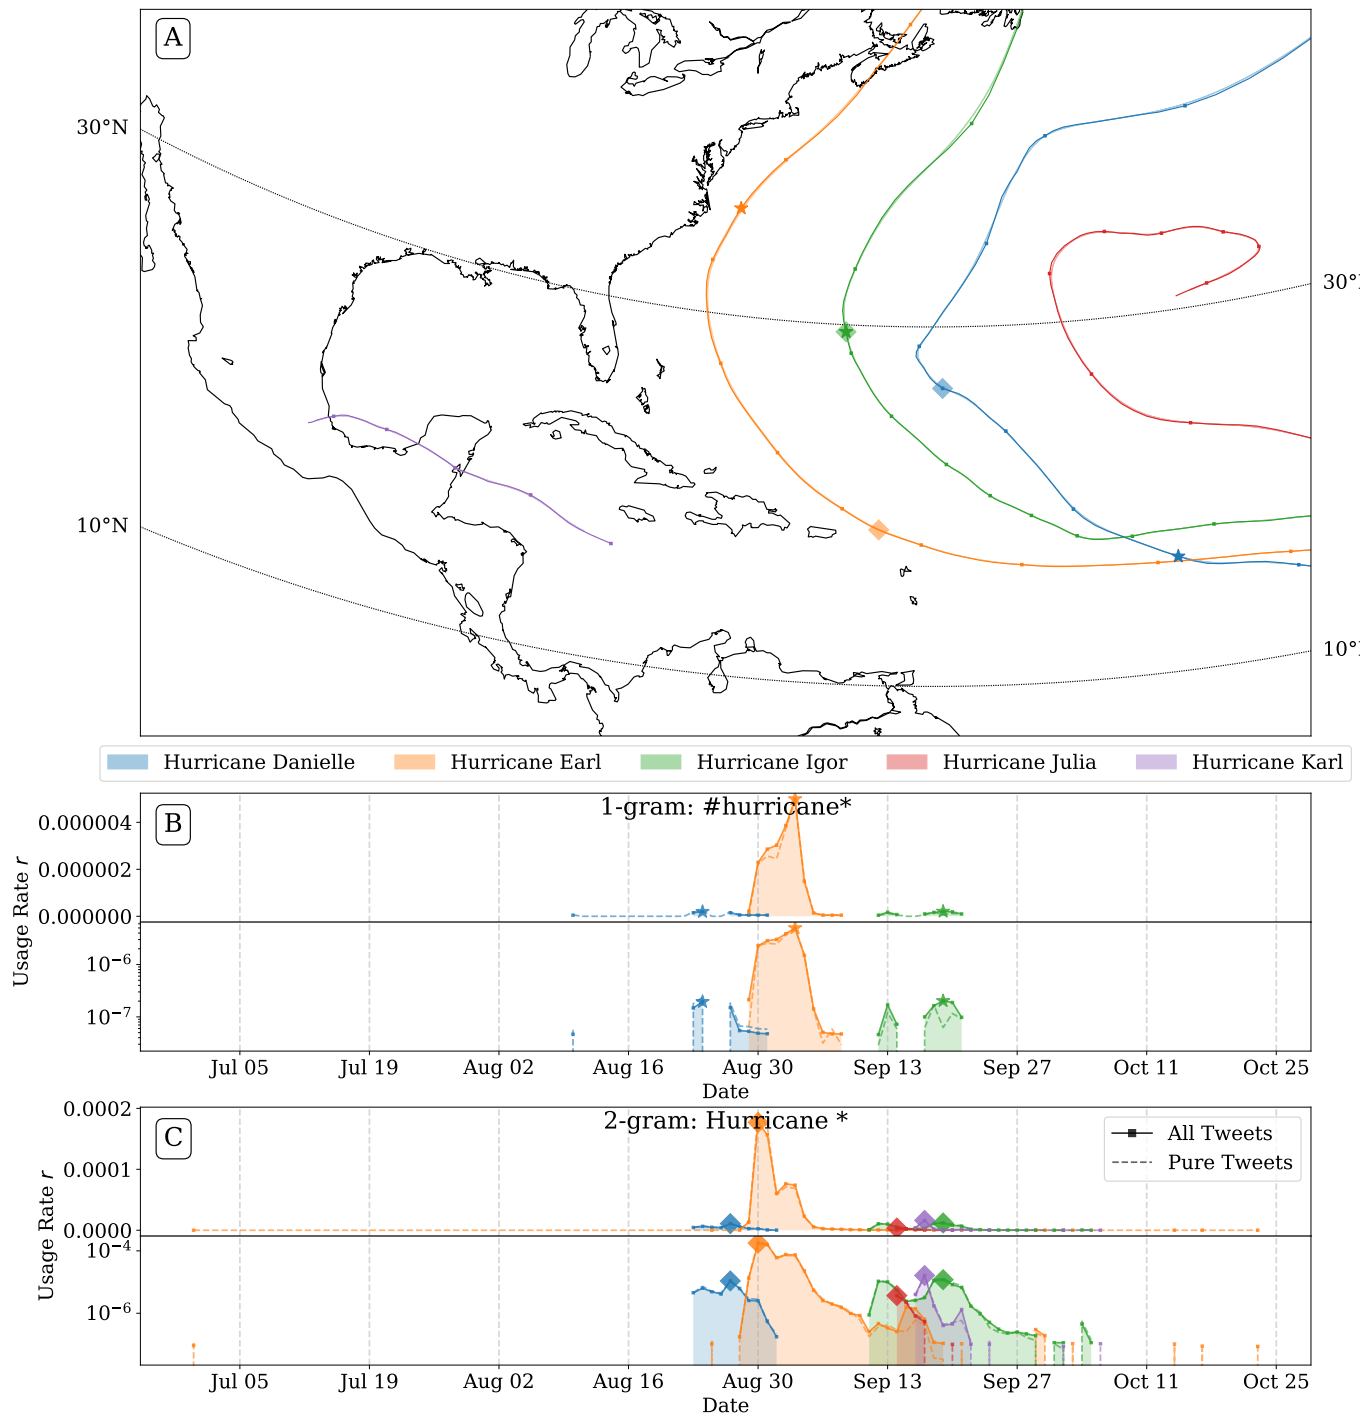 A
30°N
30°N
10°N
10°N
Hurricane Danielle
Hurricane Earl
Hurricane Igor
Hurricane Julia
Hurricane Karl
B
1-gram: #hurricane*
0.000004
0.000002
0.000000
10⁻⁶
10⁻⁷
Usage Rate r
Jul 05
Jul 19
Aug 02
Aug 16
Aug 30
Sep 13
Sep 27
Oct 11
Oct 25
Date
C
2-gram: Hurricane *
All Tweets
Pure Tweets
0.0002
0.0001
0.0000
10⁻⁴
10⁻⁶
Usage Rate r
Jul 05
Jul 19
Aug 02
Aug 16
Aug 30
Sep 13
Sep 27
Oct 11
Oct 25
Date